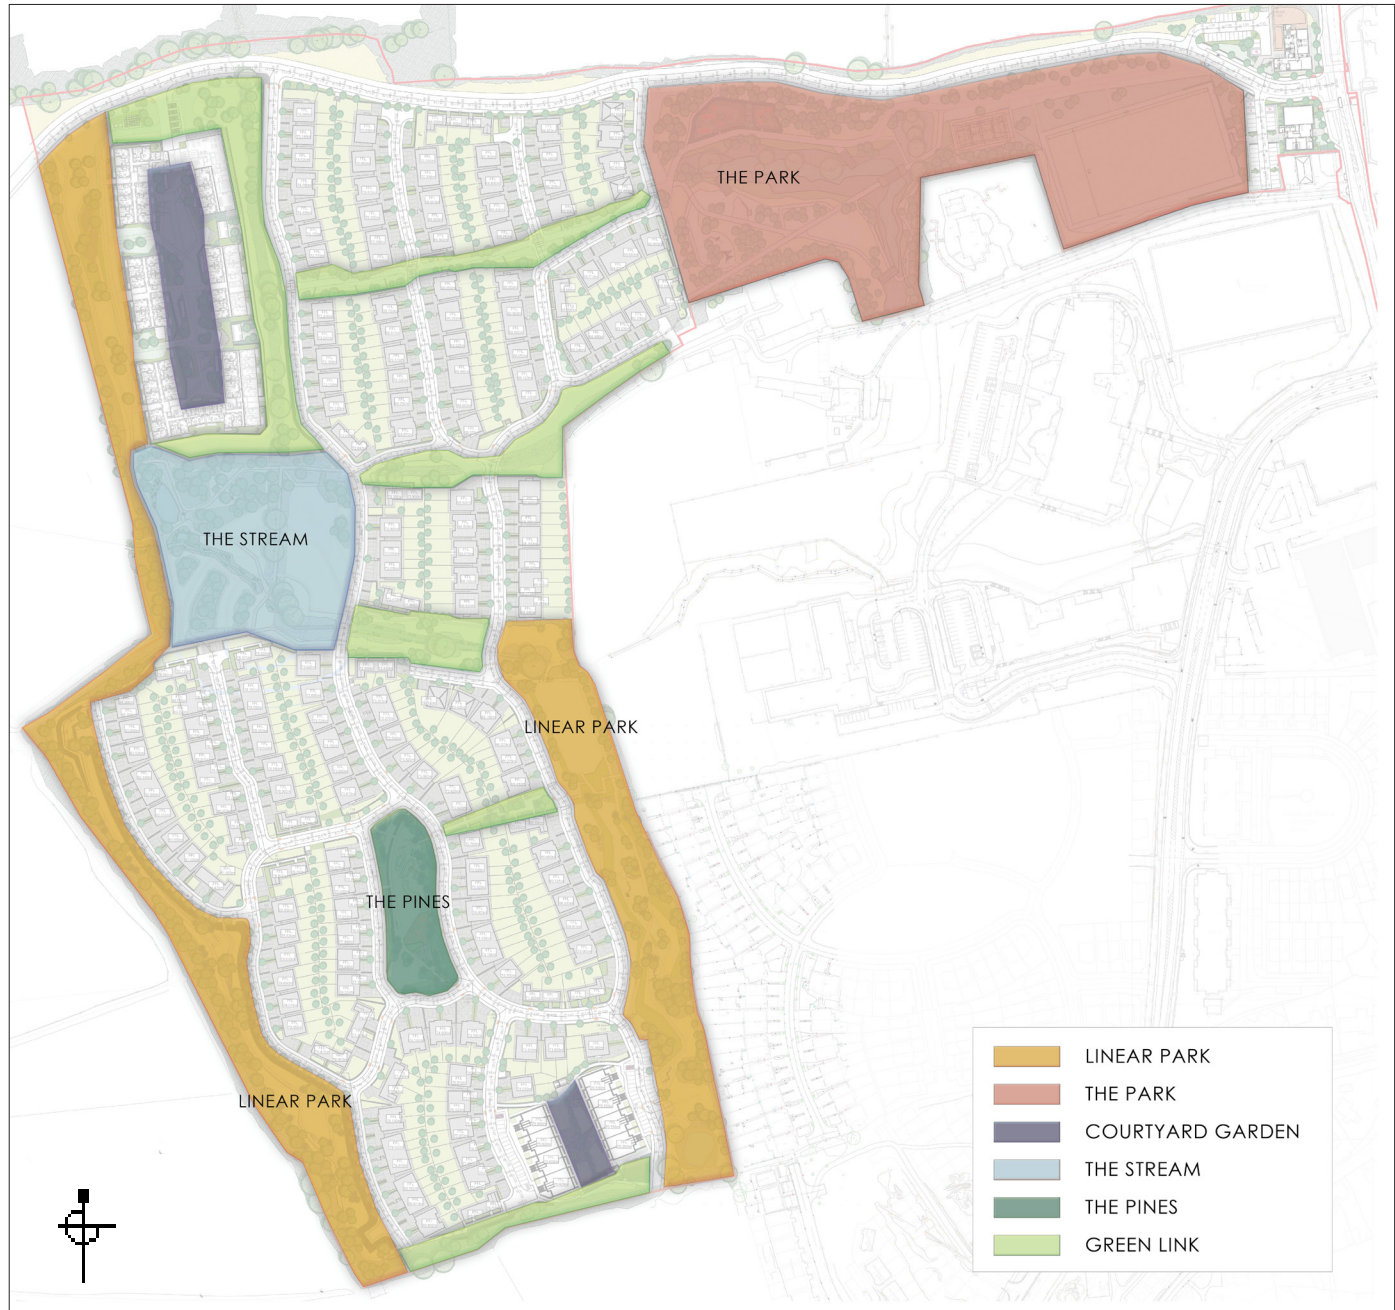 THE PARK
THE STREAM
LINEAR PARK
THE PINES
LINEAR PARK
LINEAR PARK
THE PARK
COURTYARD GARDEN
THE STREAM
THE PINES
GREEN LINK